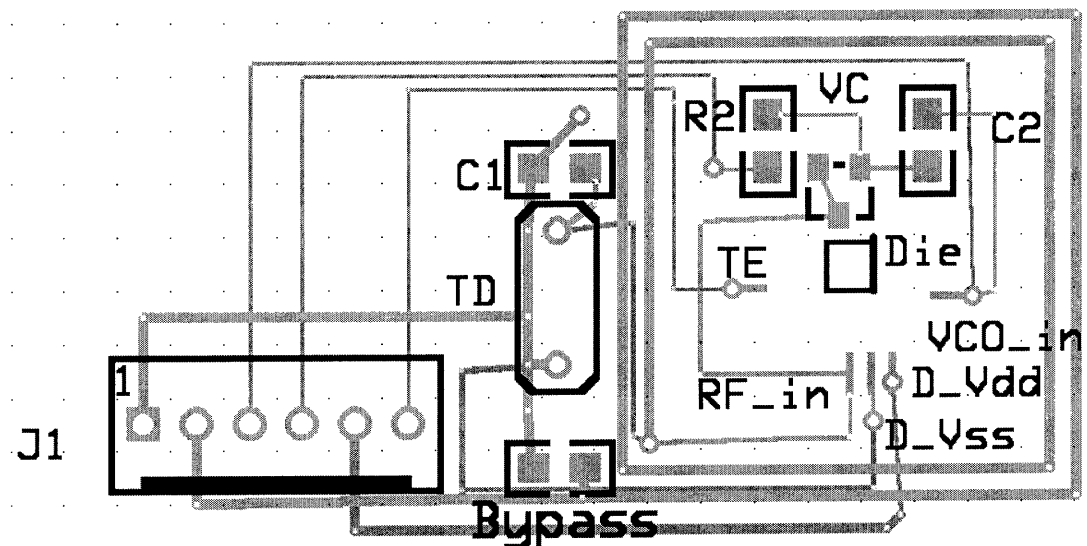 VC
R2
C2
C1
Die
TE
TD
VCO_in
1
D_Vdd
RF_in
D_Vss
J1
Bypass